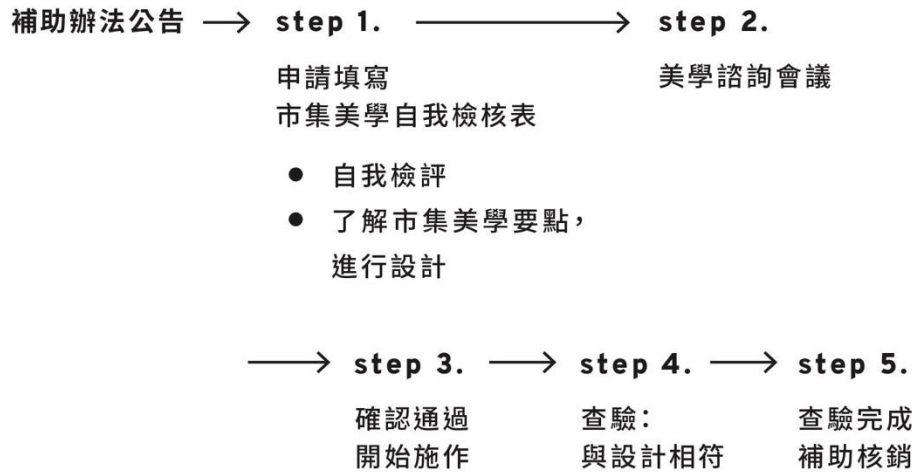 補助辦法公告 → step 1. → step 2.
申請填寫
市集美學自我檢核表
● 自我檢評
● 了解市集美學要點，
進行設計
美學諮詢會議
→ step 3. → step 4. → step 5.
確認通過
開始施作
查驗：
與設計相符
查驗完成
補助核銷